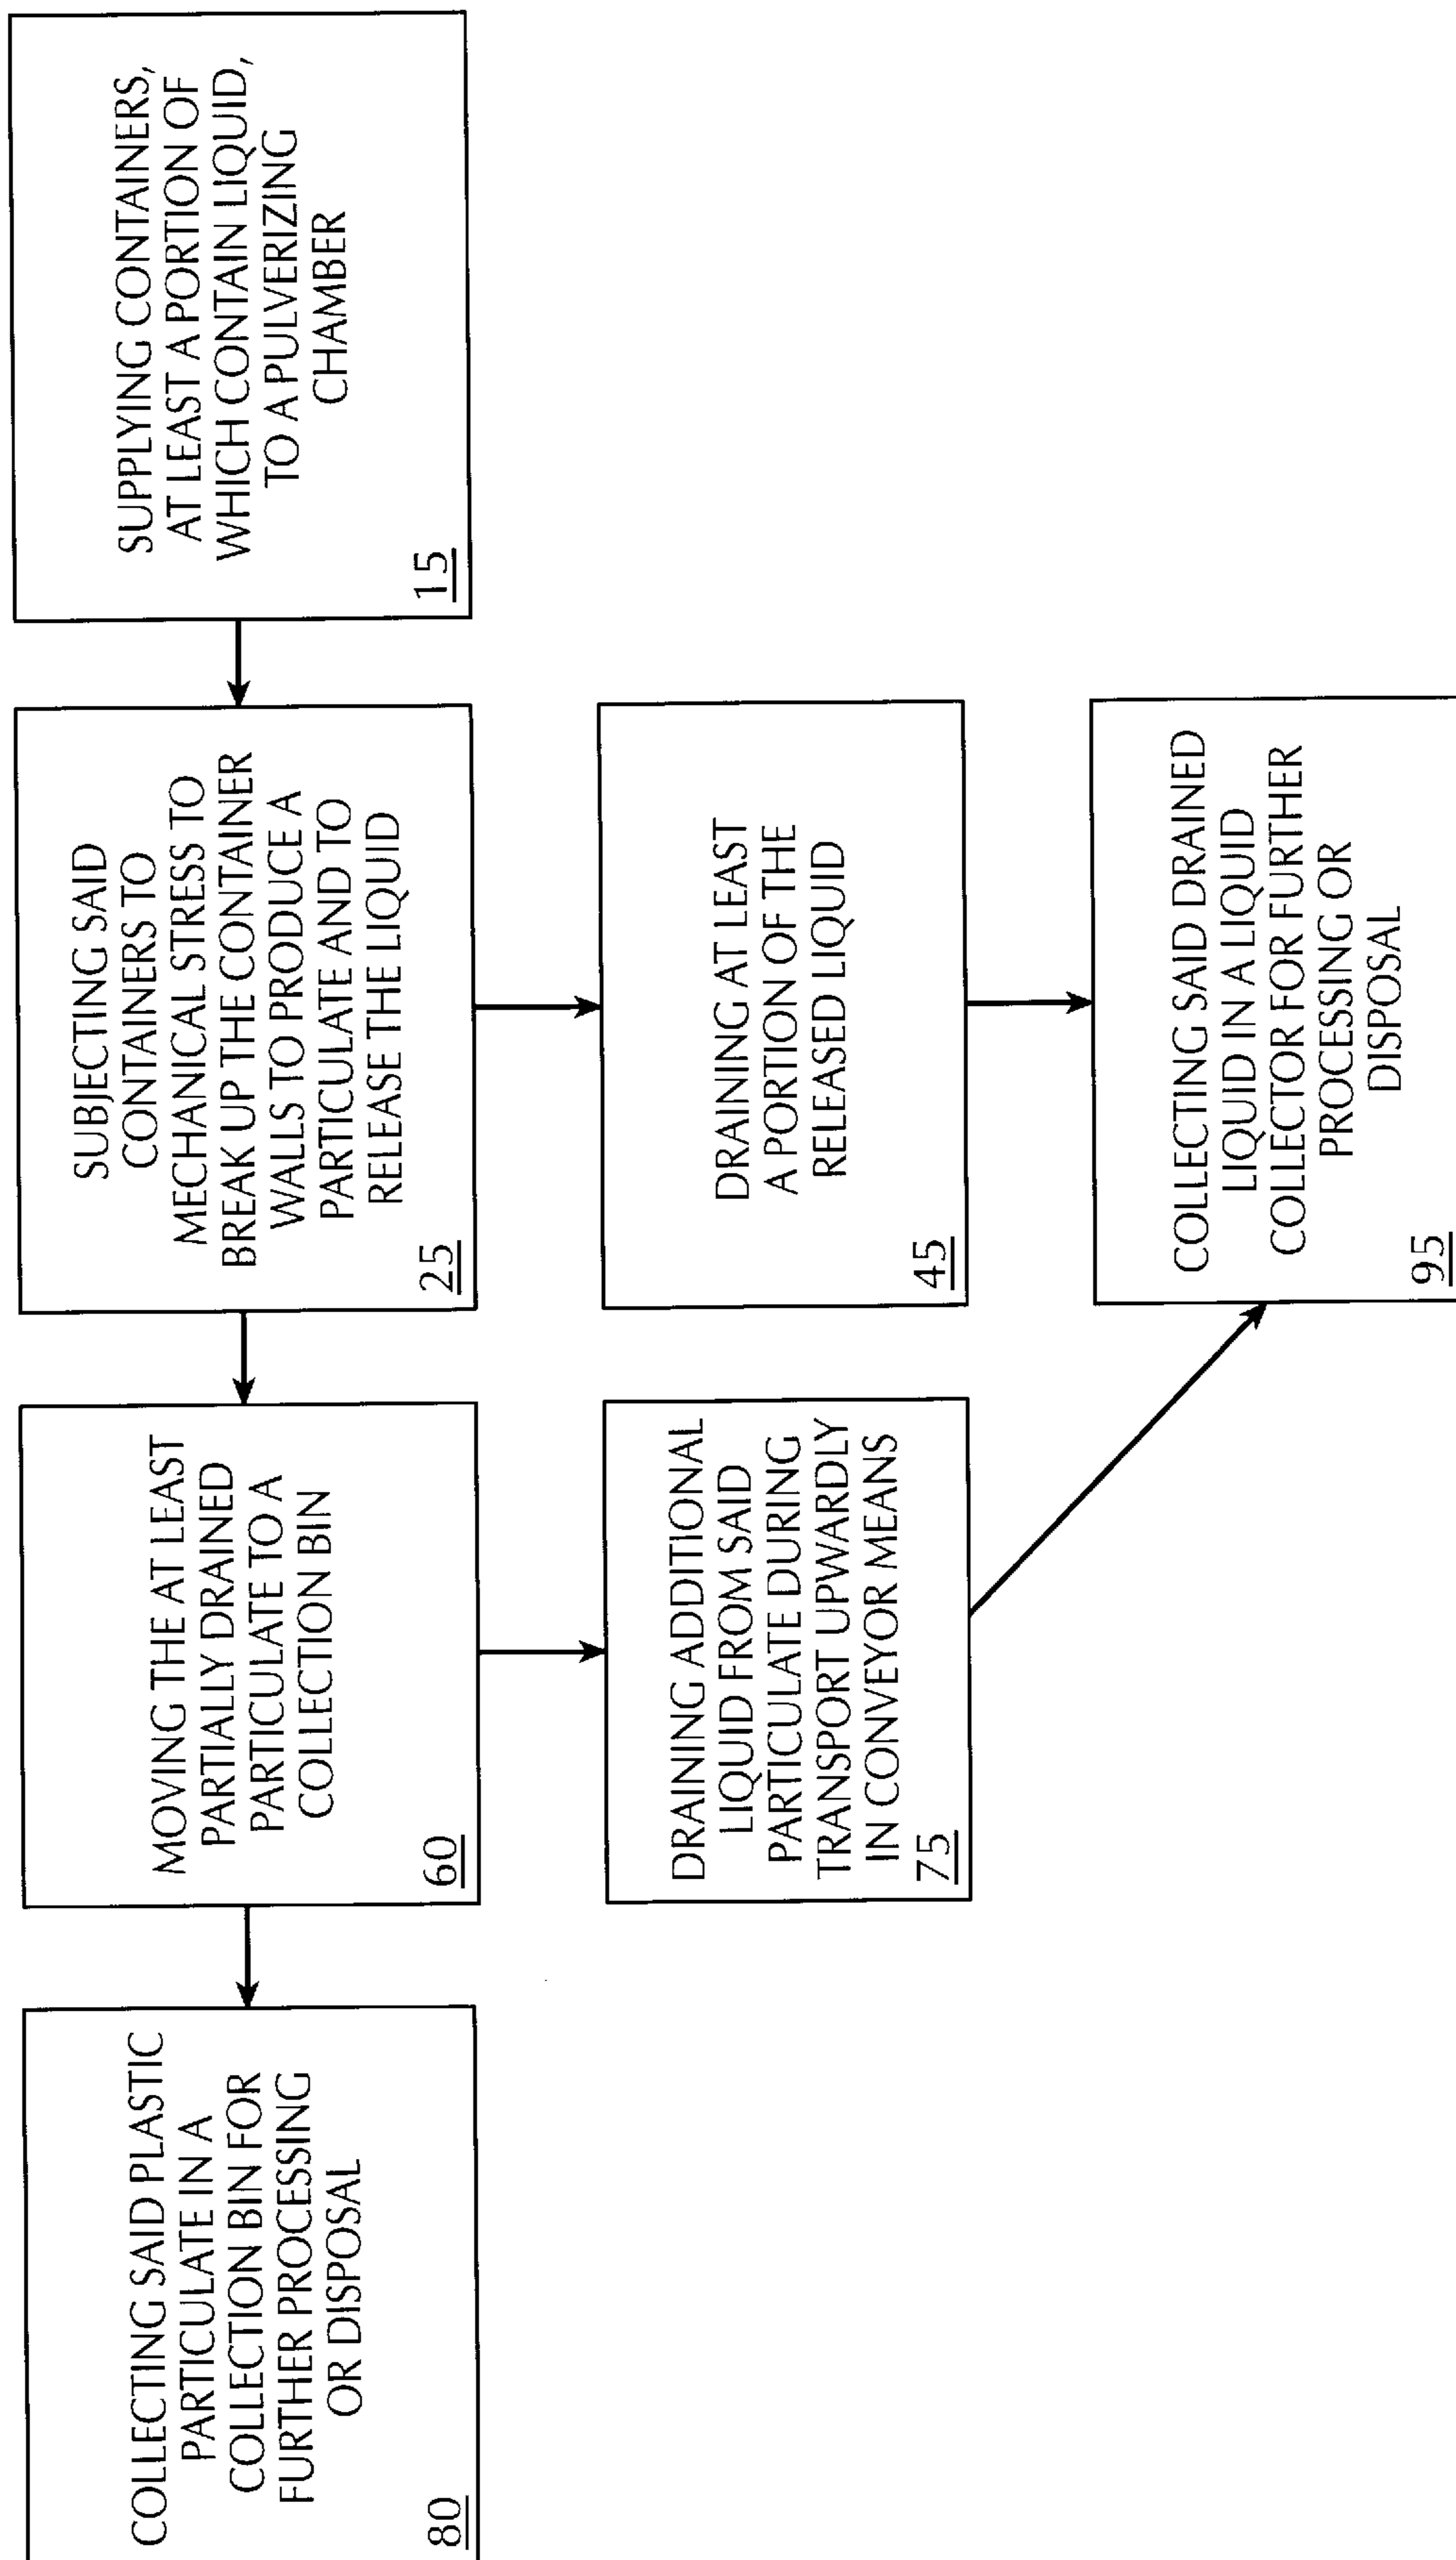 COLLECTING SAID PLASTIC
PARTICULATE IN A
COLLECTION BIN FOR
FURTHER PROCESSING
OR DISPOSAL
80
MOVING THE AT LEAST
PARTIALLY DRAINED
PARTICULATE TO A
COLLECTION BIN
60
SUBJECTING SAID
CONTAINERS TO
MECHANICAL STRESS TO
BREAK UP THE CONTAINER
WALLS TO PRODUCE A
PARTICULATE AND TO
RELEASE THE LIQUID
25
SUPPLYING CONTAINERS,
AT LEAST A PORTION OF
WHICH CONTAIN LIQUID,
TO A PULVERIZING
CHAMBER
15
DRAINING ADDITIONAL
LIQUID FROM SAID
PARTICULATE DURING
TRANSPORT UPWARDLY
IN CONVEYOR MEANS
75
DRAINING AT LEAST
A PORTION OF THE
RELEASED LIQUID
45
COLLECTING SAID DRAINED
LIQUID IN A LIQUID
COLLECTOR FOR FURTHER
PROCESSING OR
DISPOSAL
95